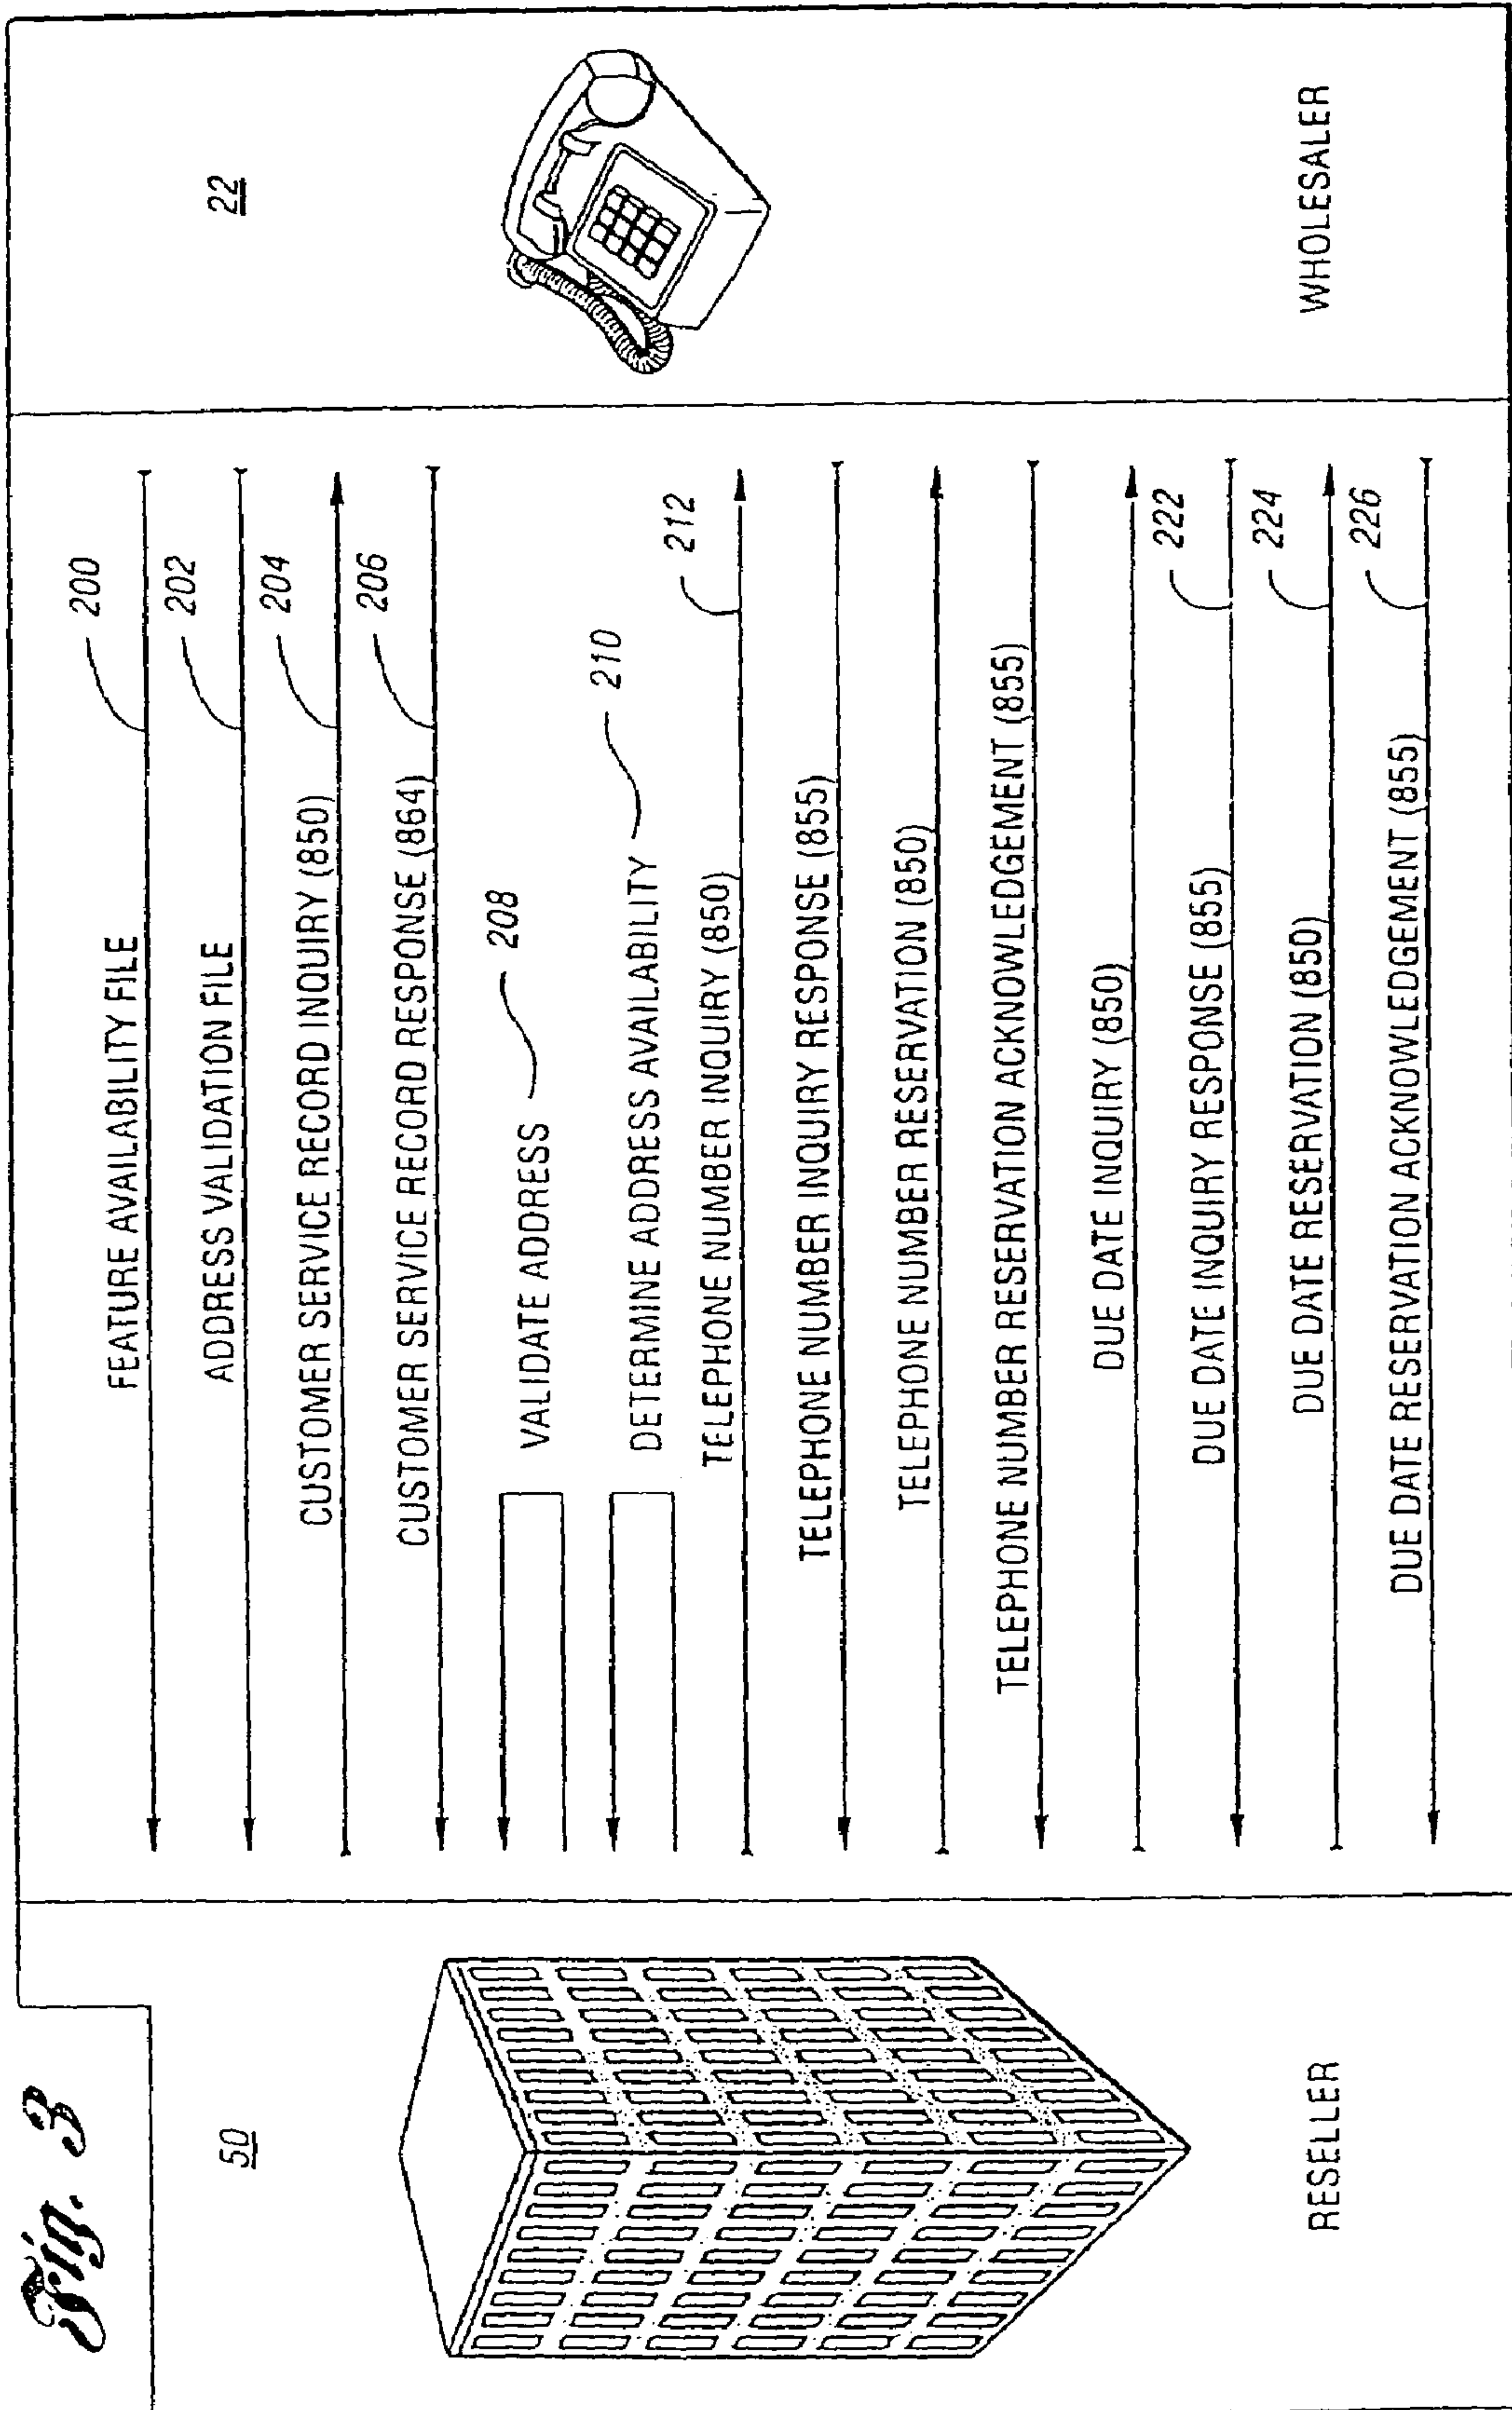 Fig. 3
50
RESELLER
FEATURE AVAILABILITY FILE
200
ADDRESS VALIDATION FILE
202
CUSTOMER SERVICE RECORD INQUIRY (850)
204
CUSTOMER SERVICE RECORD RESPONSE (864)
206
VALIDATE ADDRESS
208
DETERMINE ADDRESS AVAILABILITY
210
TELEPHONE NUMBER INQUIRY (850)
212
TELEPHONE NUMBER INQUIRY RESPONSE (855)
TELEPHONE NUMBER RESERVATION (850)
TELEPHONE NUMBER RESERVATION ACKNOWLEDGEMENT (855)
DUE DATE INQUIRY (850)
DUE DATE INQUIRY RESPONSE (855)
222
DUE DATE RESERVATION (850)
224
DUE DATE RESERVATION ACKNOWLEDGEMENT (855)
226
22
WHOLESALER